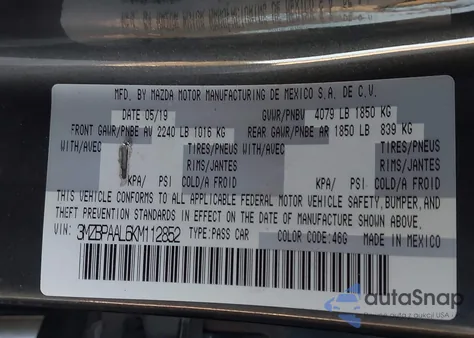 MFD. BY MAZDA MOTOR MANUFACTURING DE MEXICO S.A. DE C.V.
DATE 05/19 GVWR/PNBV 4079 LB 1850 KG
FRONT GAWR/PNBE AV 2240 LB 1016 KG REAR GAWR/PNBE AR 1850 LB 839 KG
WITH/AVEC TIRES/PNEUS WITH/AVEC TIRES/PNEUS
RIMS/JANTES RIMS/JANTES
KPA/ PSI COLD/A FROID KPA/ PSI COLD/A FROID
THIS VEHICLE CONFORMS TO ALL APPLICABLE FEDERAL MOTOR VEHICLE SAFETY, BUMPER, AND
THEFT PREVENTION STANDARDS IN EFFECT ON THE DATE OF MANUFACTURE SHOWN ABOVE.
VIN: 3MZBPAAL6KM112852 TYPE:PASS CAR COLOR CODE:46G MADE IN MEXICO
autoSnap
Auta z aukcji USA